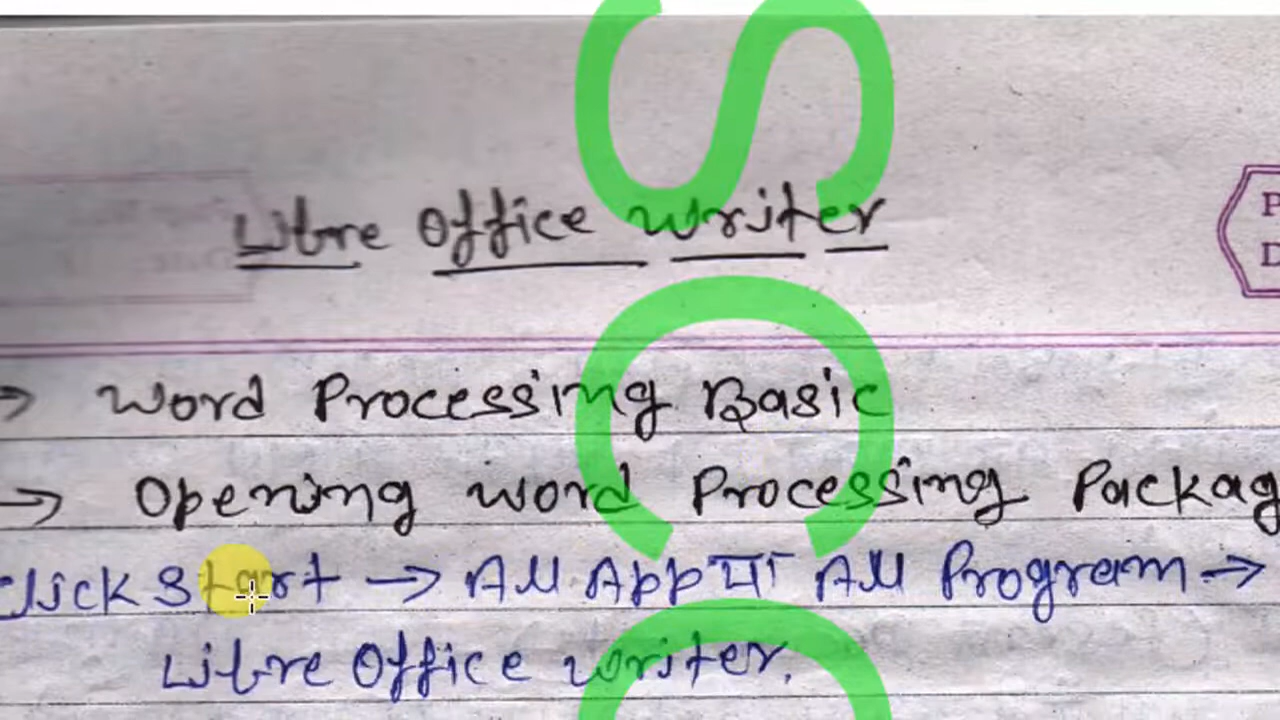 Libre Office Writer
→ Word Processing Basic
→ Opening Word Processing Packag
Click Start → All App या All Program →
Libre Office Writer.
P
D
S
C